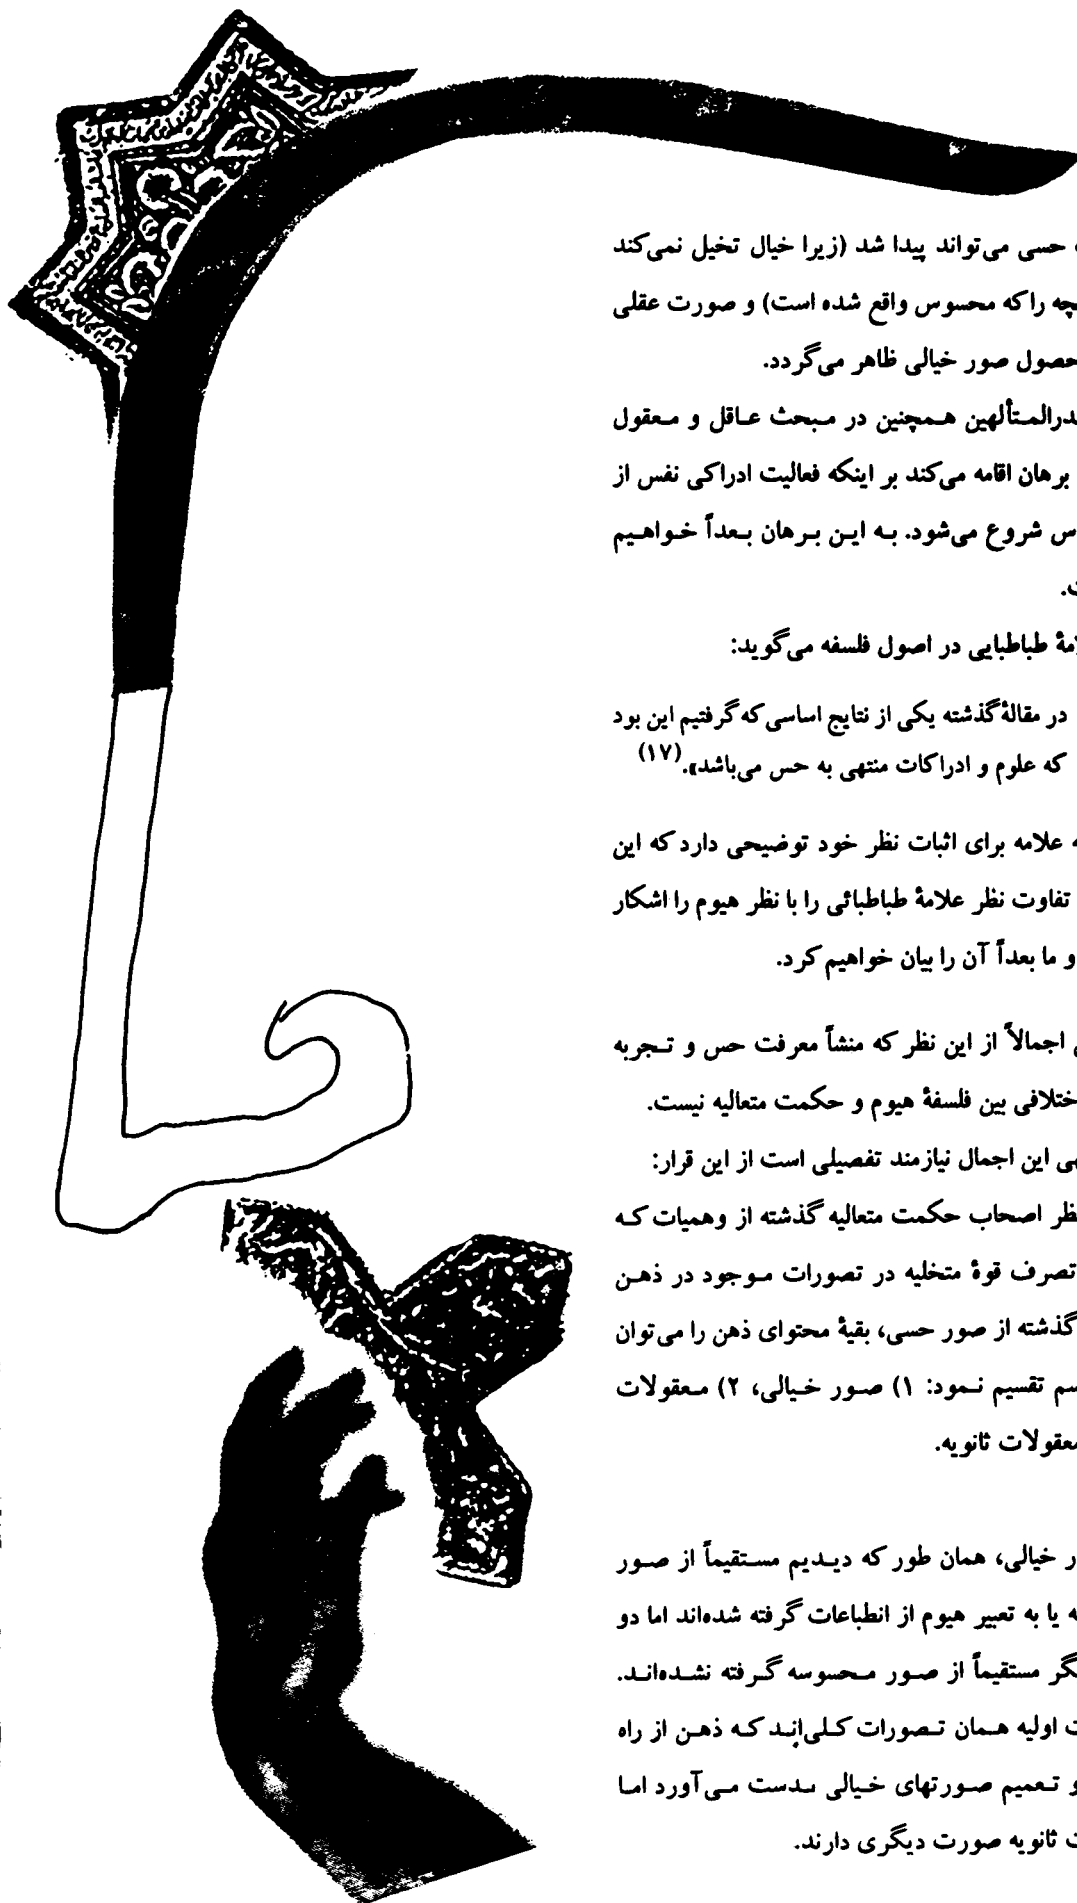 حسی می‌تواند پیدا شد (زیرا خیال تخیل نمی‌کند
چه را که محسوس واقع شده است) و صورت عقلی
حصول صور خیالی ظاهر می‌گردد.
درالمتألهین همچنین در مبحث عاقل و معقول
برهان اقامه می‌کند بر اینکه فعالیت ادراکی نفس از
س شروع می‌شود. به این برهان بعداً خواهیم
ت.
مهٔ طباطبایی در اصول فلسفه می‌گوید:
در مقالهٔ گذشته یکی از نتایج اساسی که گرفتیم این بود
که علوم و ادراکات منتهی به حس می‌باشد». (۱۷)
ه علامه برای اثبات نظر خود توضیحی دارد که این
تفاوت نظر علامهٔ طباطبائی را با نظر هیوم را اشکار
و ما بعداً آن را بیان خواهیم کرد.
اجمالاً از این نظر که منشأ معرفت حس و تجربه
ختلافی بین فلسفهٔ هیوم و حکمت متعالیه نیست.
هی این اجمال نیازمند تفصیلی است از این قرار:
ظر اصحاب حکمت متعالیه گذشته از وهمیات که
تصرف قوهٔ متخلیه در تصورات موجود در ذهن
گذشته از صور حسی، بقیهٔ محتوای ذهن را می‌توان
سم تقسیم نمود: ۱) صور خیالی، ۲) معقولات
معقولات ثانویه.
ر خیالی، همان طور که دیدیم مستقیماً از صور
ه یا به تعبیر هیوم از انطباعات گرفته شده‌اند اما دو
گر مستقیماً از صور محسوسه گرفته نشده‌اند.
ت اولیه همان تصورات کلی‌اند که ذهن از راه
و تعمیم صورتهای خیالی بدست می‌آورد اما
ت ثانویه صورت دیگری دارند.